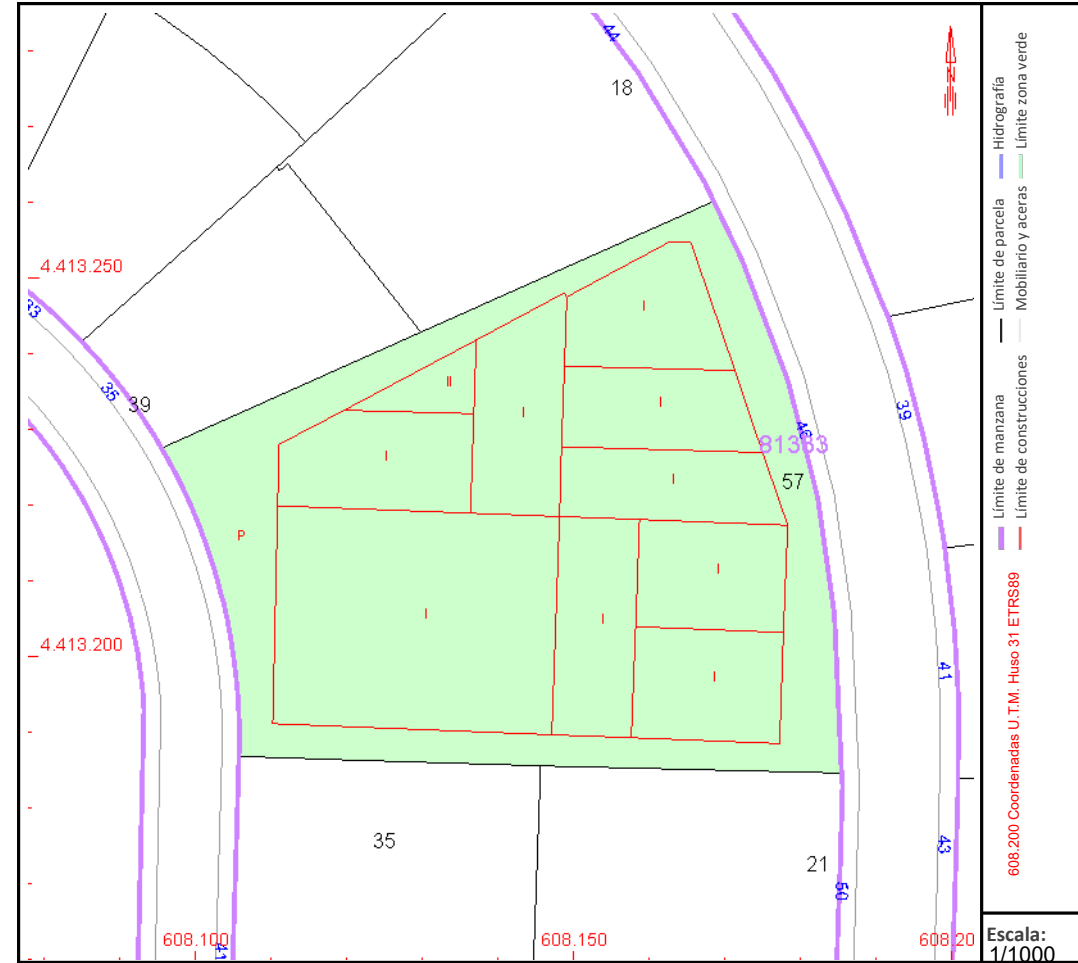 44
18
N
4.413.250
33
35
39
I
II
I
I
39
46
81383
57
I
I
P
I
I
I
4.413.200
I
41
35
21
43
50
608.100
608.150
608.20
41
Límite de manzana
Límite de parcela
Hidrografía
Límite de construcciones
Mobiliario y aceras
Límite zona verde
608.200 Coordenadas U.T.M. Huso 31 ETRS89
Escala:
1/1000